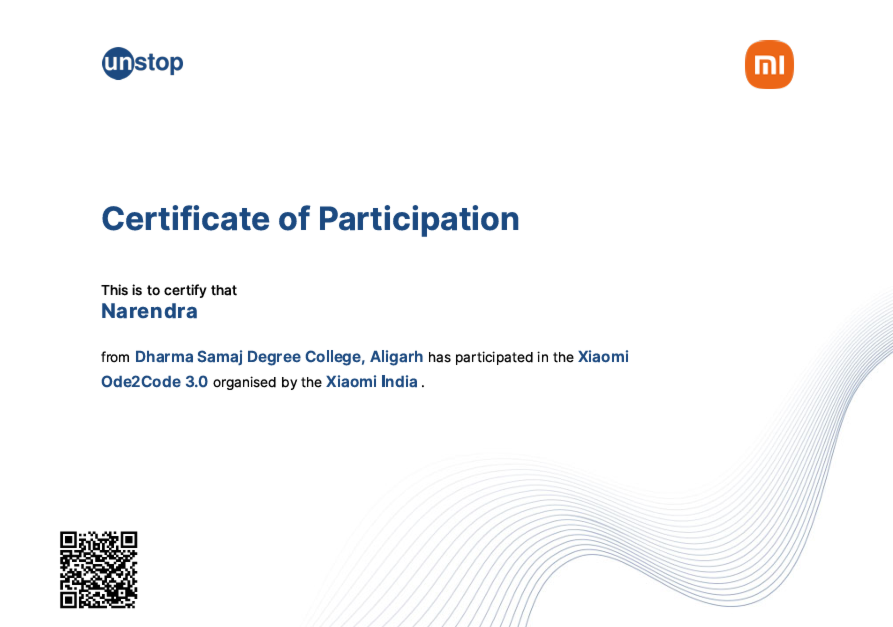 unstop
mi
Certificate of Participation
This is to certify that
Narendra
from Dharma Samaj Degree College, Aligarh has participated in the Xiaomi
Ode2Code 3.0 organised by the Xiaomi India .